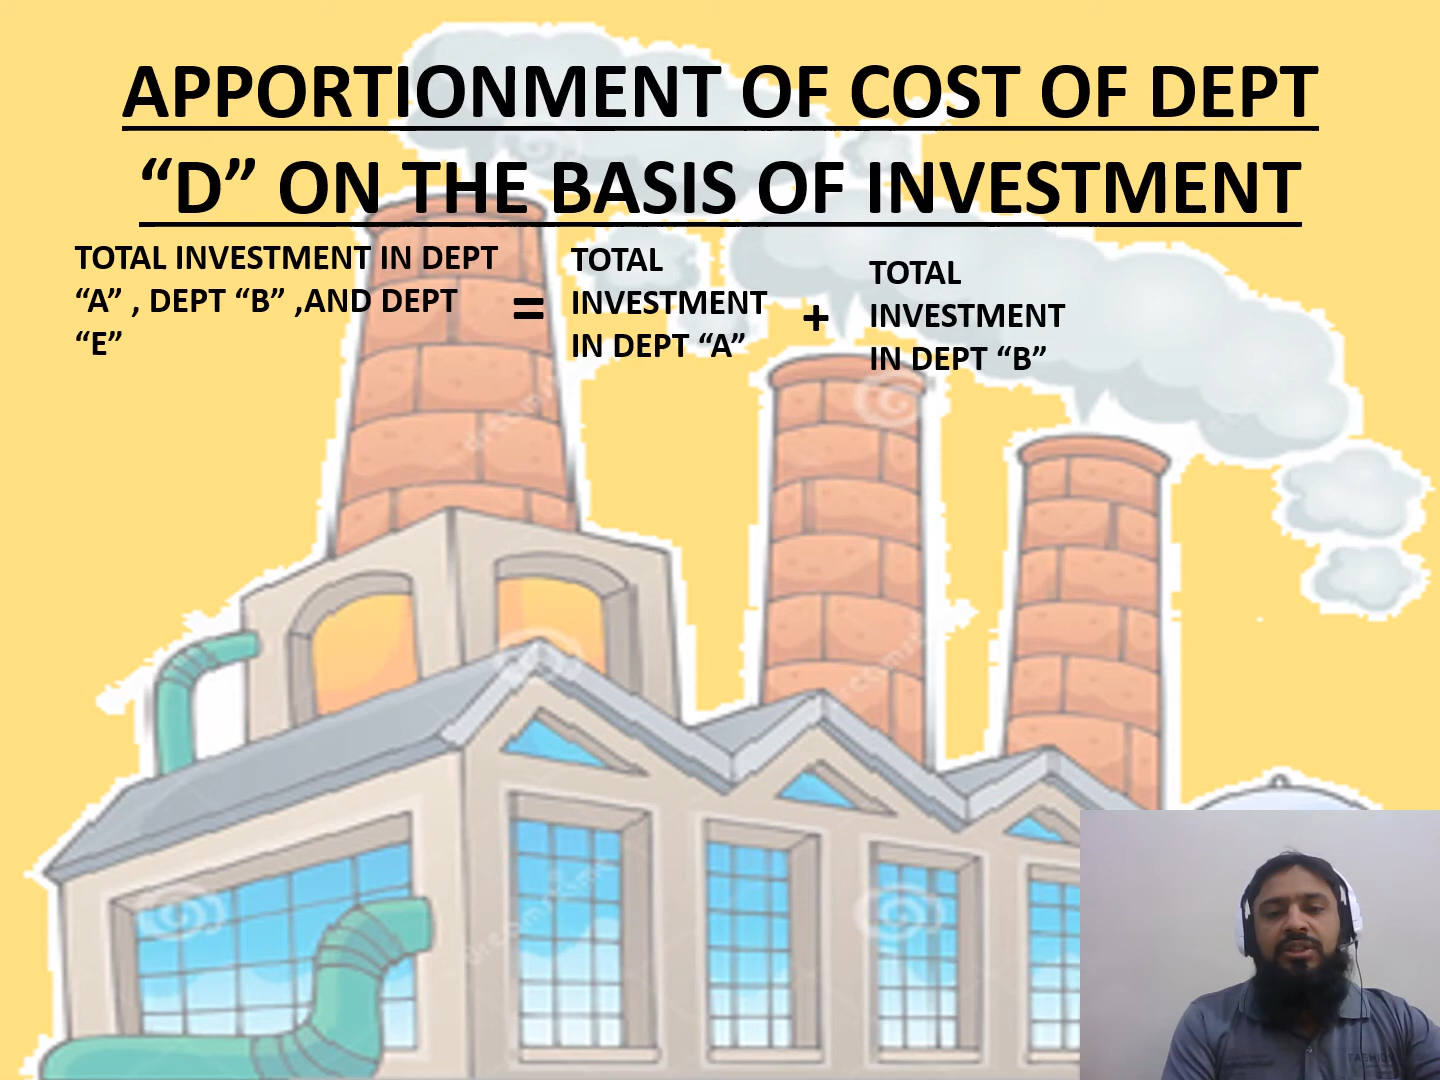 APPORTIONMENT OF COST OF DEPT
“D” ON THE BASIS OF INVESTMENT
TOTAL INVESTMENT IN DEPT
“A” , DEPT “B” ,AND DEPT
“E”
=
TOTAL
INVESTMENT
IN DEPT “A”
+
TOTAL
INVESTMENT
IN DEPT “B”